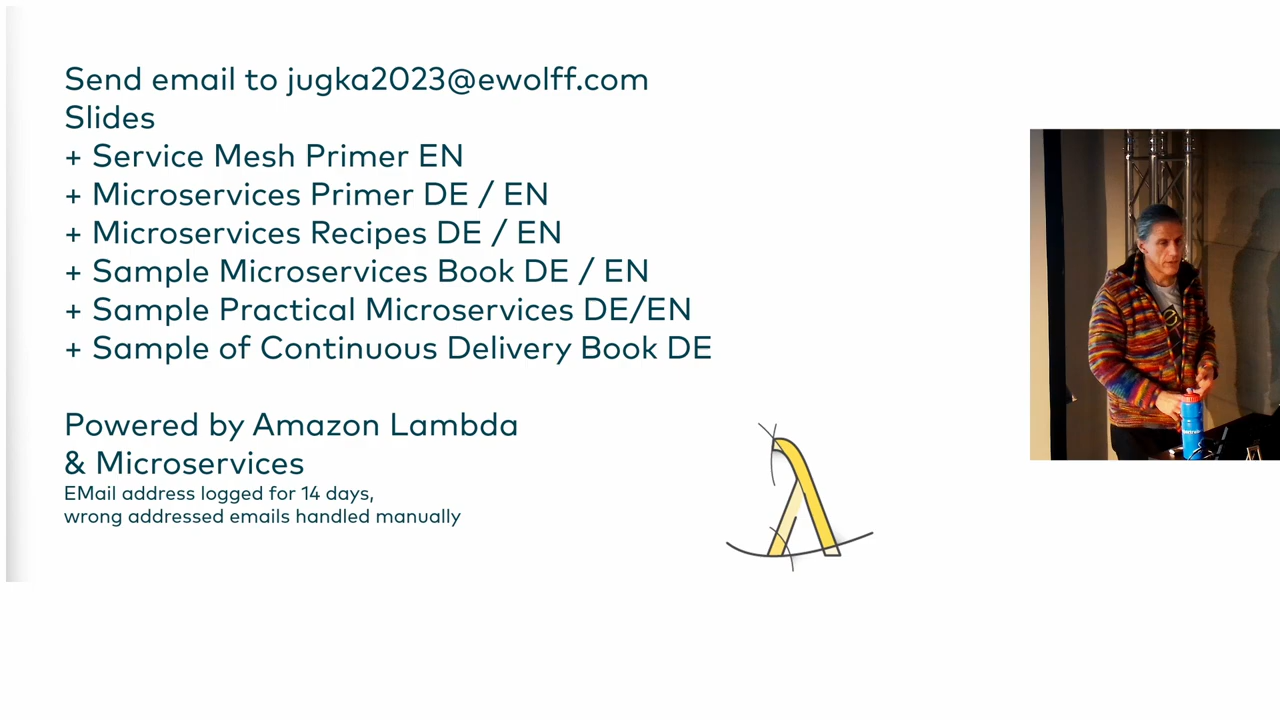 Send email to jugka2023@ewolff.com
Slides
+ Service Mesh Primer EN
+ Microservices Primer DE / EN
+ Microservices Recipes DE / EN
+ Sample Microservices Book DE / EN
+ Sample Practical Microservices DE/EN
+ Sample of Continuous Delivery Book DE
Powered by Amazon Lambda
& Microservices
EMail address logged for 14 days,
wrong addressed emails handled manually